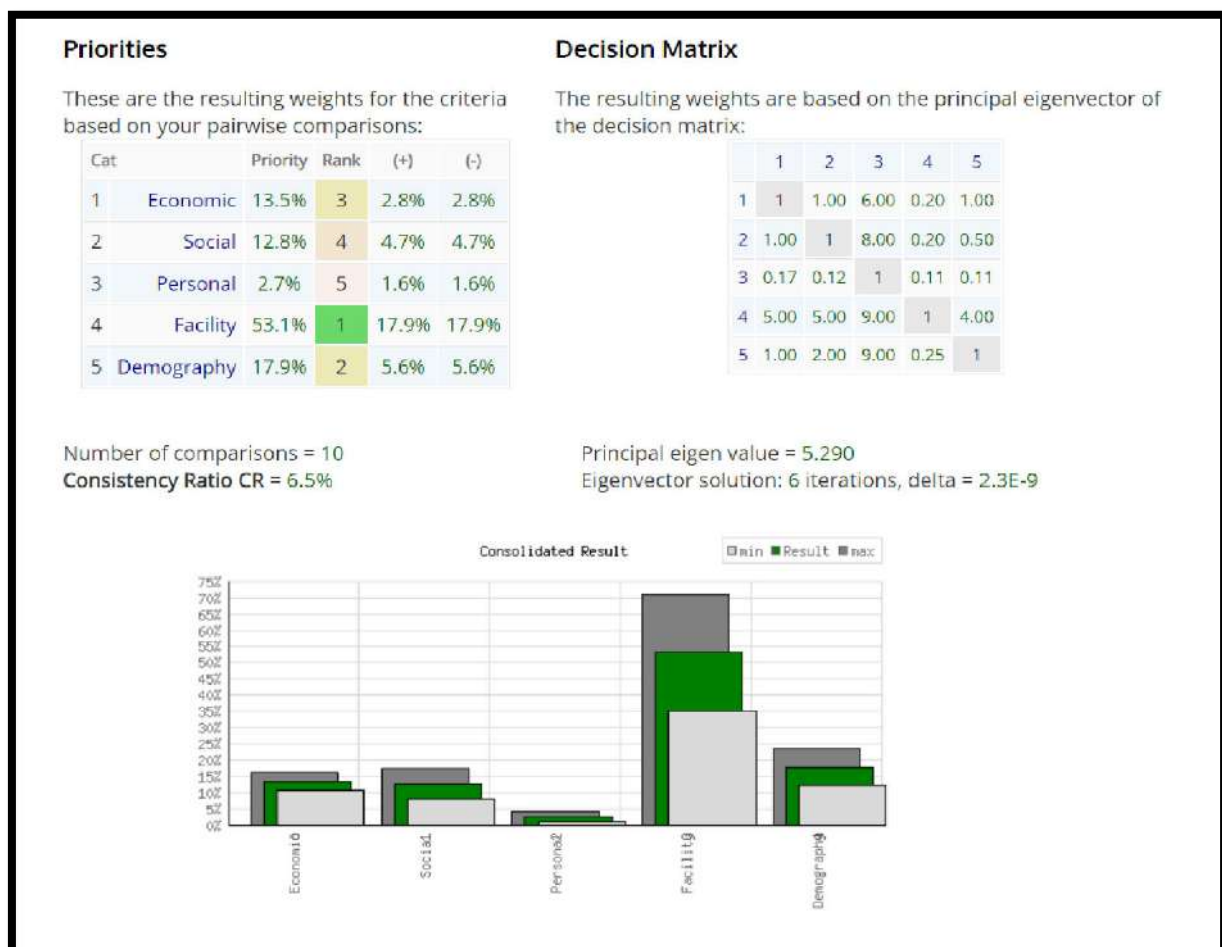 Priorities
These are the resulting weights for the criteria
based on your pairwise comparisons:
Cat Priority Rank (+) (-)
1 Economic 13.5% 3 2.8% 2.8%
2 Social 12.8% 4 4.7% 4.7%
3 Personal 2.7% 5 1.6% 1.6%
4 Facility 53.1% 1 17.9% 17.9%
5 Demography 17.9% 2 5.6% 5.6%
Decision Matrix
The resulting weights are based on the principal eigenvector of
the decision matrix:
1 2 3 4 5
1 1 1.00 6.00 0.20 1.00
2 1.00 1 8.00 0.20 0.50
3 0.17 0.12 1 0.11 0.11
4 5.00 5.00 9.00 1 4.00
5 1.00 2.00 9.00 0.25 1
Number of comparisons = 10
Consistency Ratio CR = 6.5%
Principal eigen value = 5.290
Eigenvector solution: 6 iterations, delta = 2.3E-9
Consolidated Result
min Result max
75%
70%
65%
60%
55%
50%
45%
40%
35%
30%
25%
20%
15%
10%
5%
0%